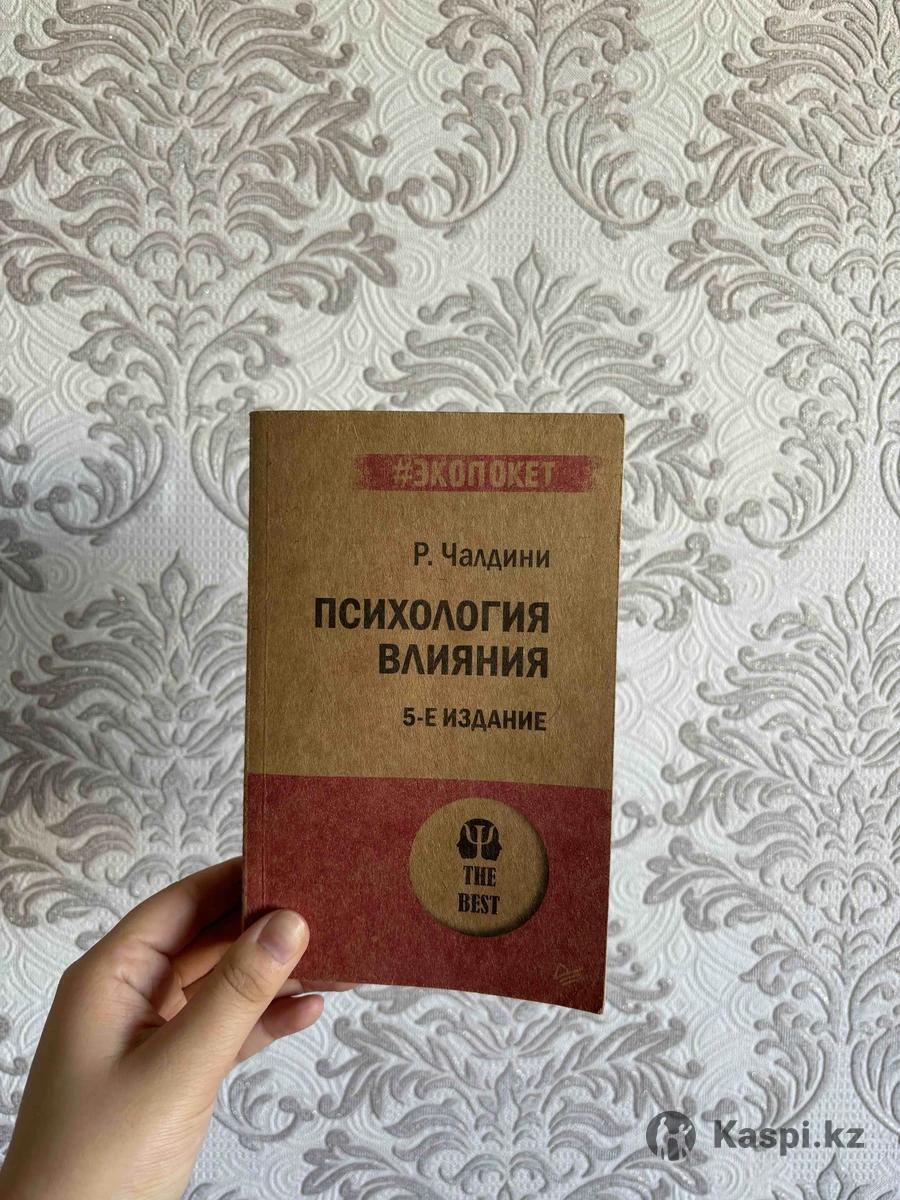 #ЭКОПОКЕТ
Р. Чалдини
ПСИХОЛОГИЯ
ВЛИЯНИЯ
5-Е ИЗДАНИЕ
THE
BEST
Kaspi.kz